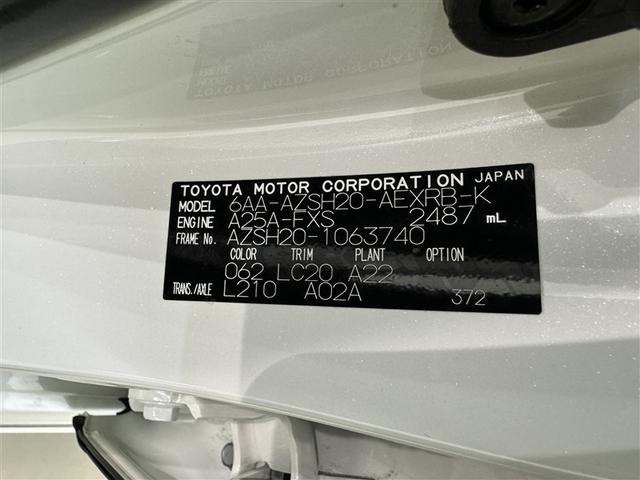 TOYOTA MOTOR CORPORATION JAPAN
MODEL 6AA-AZSH20-AEXRB-K
ENGINE A25A-FXS 2487 mL
FRAME No. AZSH20-1063740
COLOR TRIM PLANT OPTION
062 LC20 A22
TRANS./AXLE L210 A02A 372